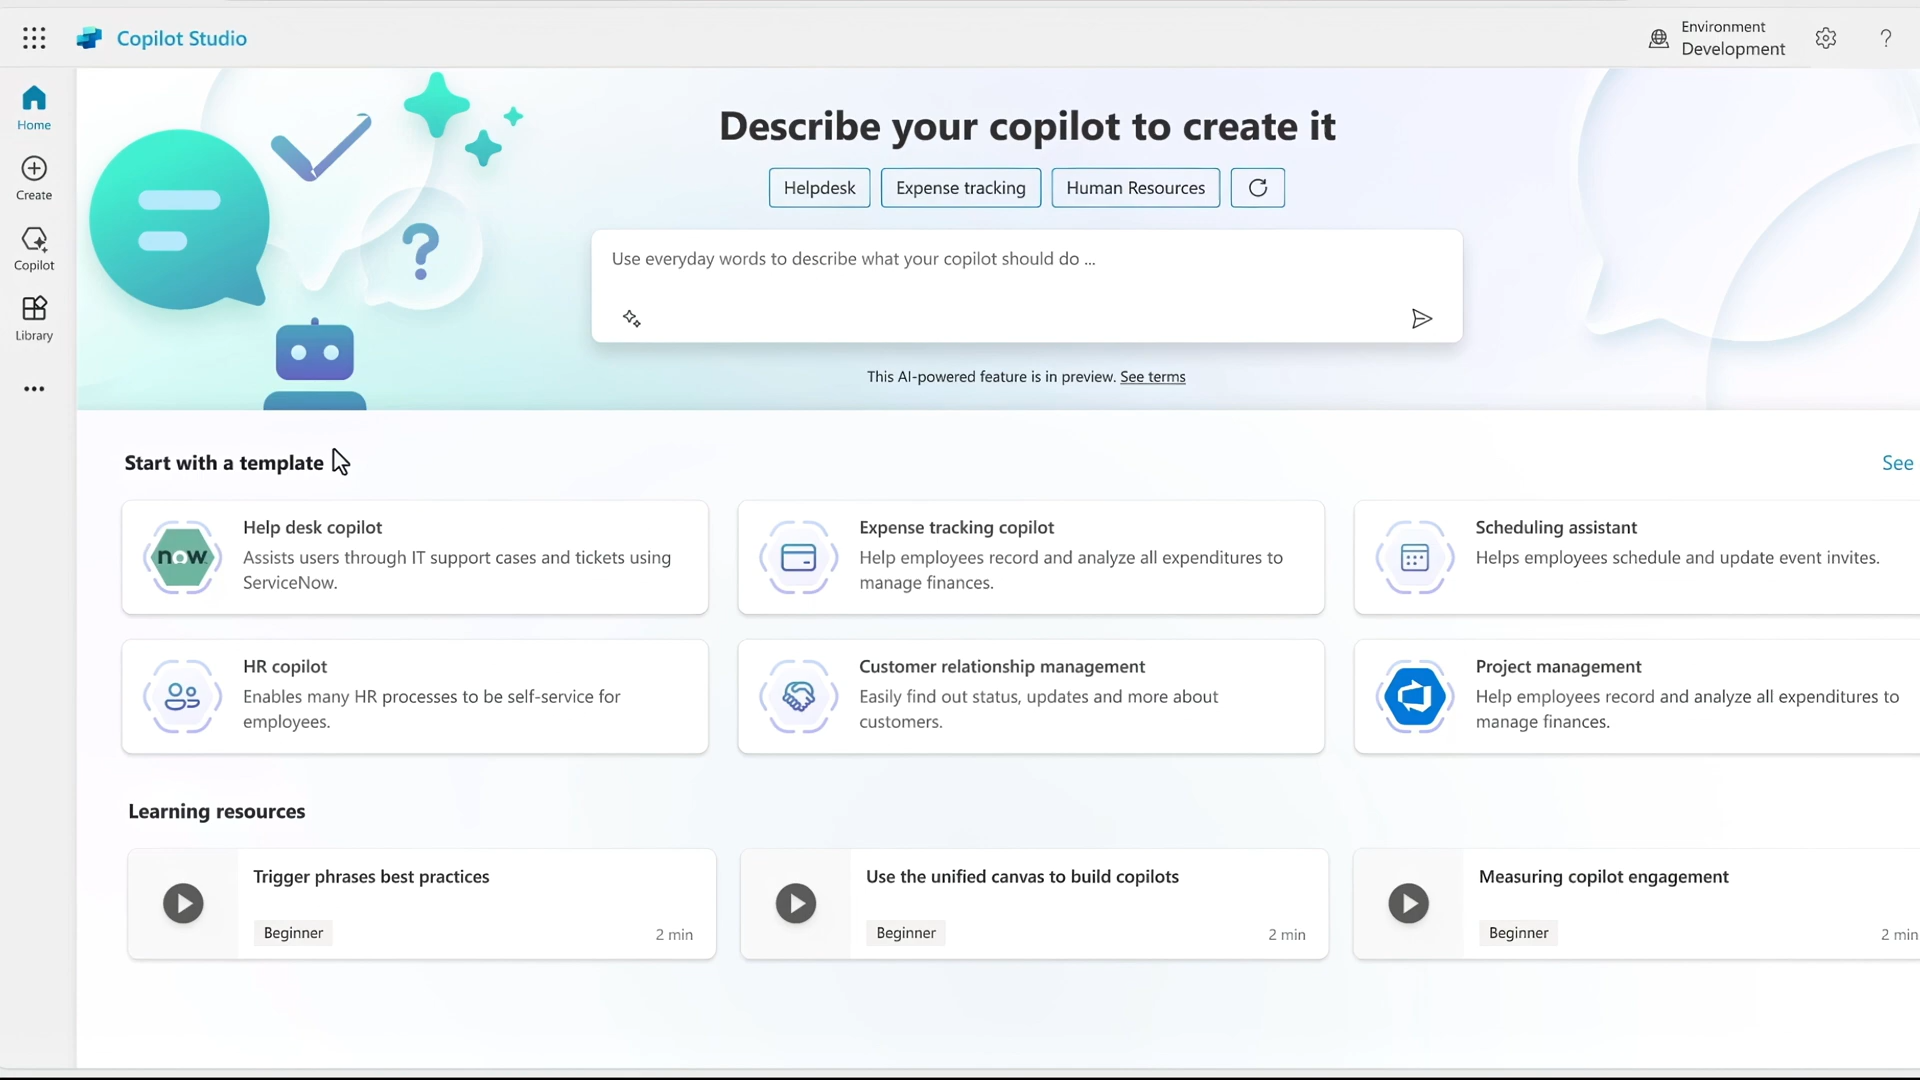 Copilot Studio
Environment
Development
?
Home
Create
Copilot
Library
Describe your copilot to create it
Helpdesk
Expense tracking
Human Resources
Use everyday words to describe what your copilot should do ...
This AI-powered feature is in preview. See terms
Start with a template
See
now
Help desk copilot
Assists users through IT support cases and tickets using
ServiceNow.
Expense tracking copilot
Help employees record and analyze all expenditures to
manage finances.
Scheduling assistant
Helps employees schedule and update event invites.
HR copilot
Enables many HR processes to be self-service for
employees.
Customer relationship management
Easily find out status, updates and more about
customers.
Project management
Help employees record and analyze all expenditures to
manage finances.
Learning resources
Trigger phrases best practices
Beginner
2 min
Use the unified canvas to build copilots
Beginner
2 min
Measuring copilot engagement
Beginner
2 min